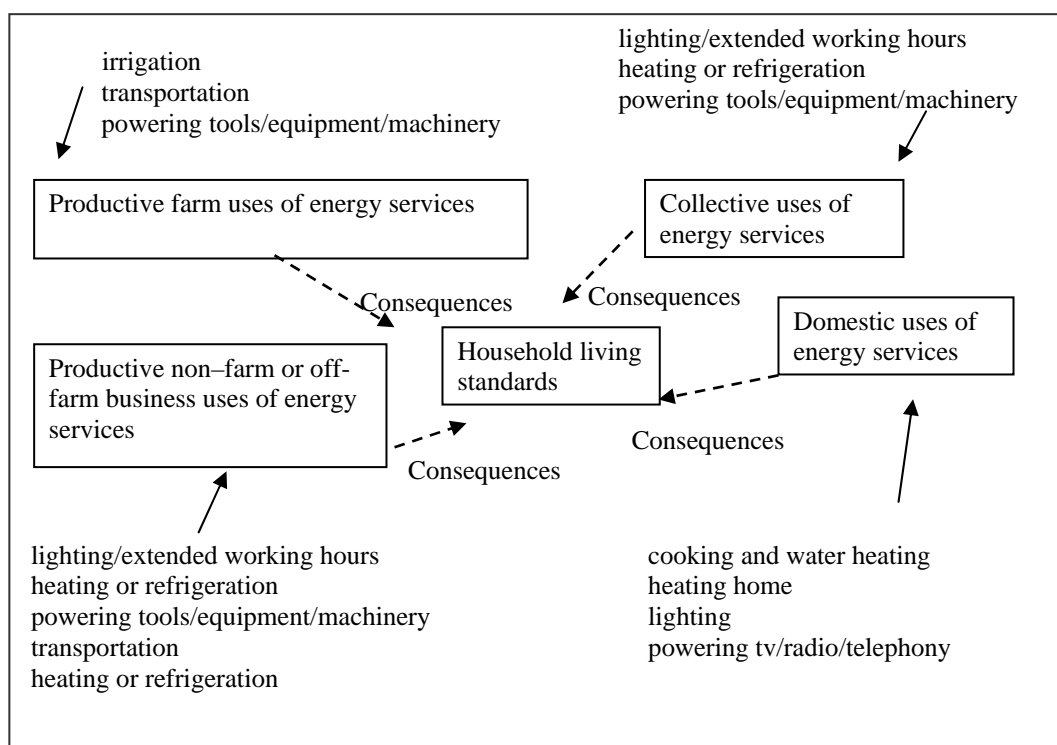 irrigation
transportation
powering tools/equipment/machinery
lighting/extended working hours
heating or refrigeration
powering tools/equipment/machinery
Productive farm uses of energy services
Collective uses of
energy services
Consequences
Consequences
Domestic uses of
energy services
Household living
standards
Productive non–farm or off-
farm business uses of energy
services
Consequences
Consequences
lighting/extended working hours
heating or refrigeration
powering tools/equipment/machinery
transportation
heating or refrigeration
cooking and water heating
heating home
lighting
powering tv/radio/telephony